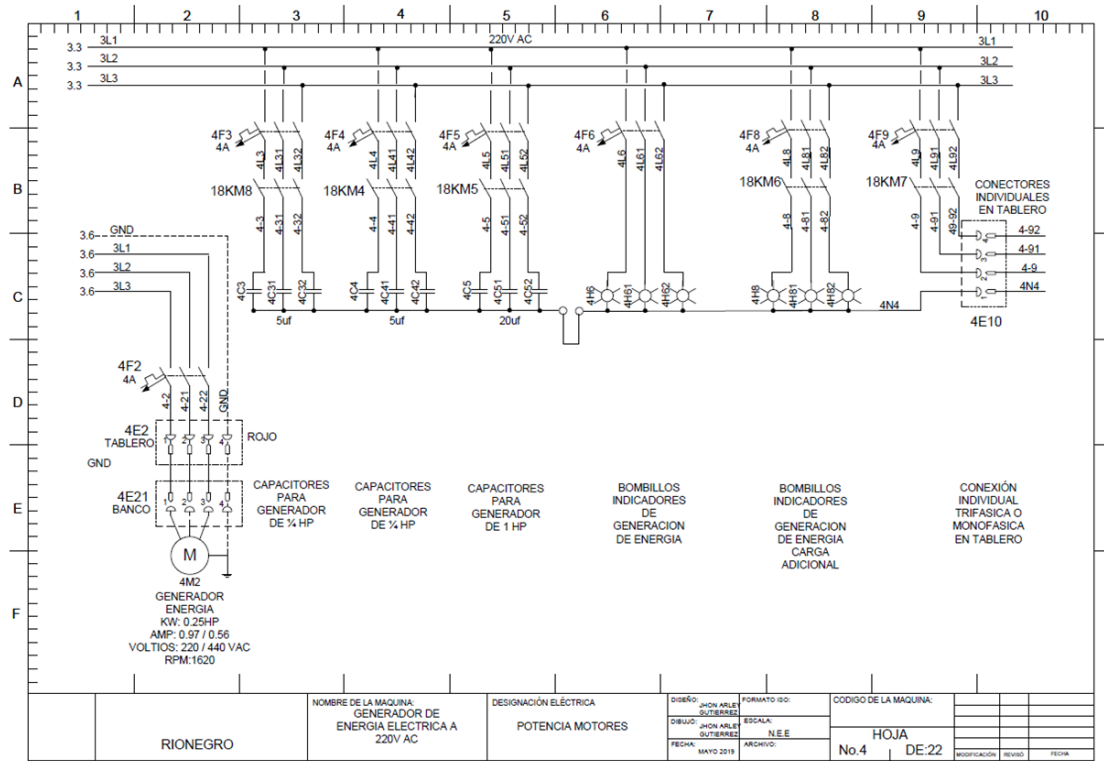 1 2 3 4 5 6 7 8 9 10
A
B
C
D
E
F
3.3 3L1 220V AC 3L1
3.3 3L2 3L2
3.3 3L3 3L3
4F3
4A
4F4
4A
4F5
4A
4F6
4F8
4A
4F9
4A
4L3 4L31 4L32
4L4 4L41 4L42
4L5 4L51 4L52
4L6 4L61 4L62
4L8 4L81 4L82
4L9 4L91 4L92
18KM8
18KM4
18KM5
18KM6
18KM7
4-3 4-31 4-32
4-4 4-41 4-42
4-5 4-51 4-52
4-8 4-81 4-82
4-9 4-91 49-92
CONECTORES
INDIVIDUALES
EN TABLERO
4 4-92
3 4-91
2 4-9
1 4N4
4E10
3.6 GND
3.6 3L1
3.6 3L2
3.6 3L3
4C3 4C31 4C32
5uf
4C4 4C41 4C42
5uf
4C5 4C51 4C52
20uf
4H6 4H61 4H62
4H8 4H81 4H82
4N4
4F2
4A
4-2 4-21 4-22 GND
4E2
TABLERO
1 2 3 4
ROJO
GND
4E21
BANCO
1 2 3 4
M
4M2
GENERADOR
ENERGIA
KW: 0.25HP
AMP: 0.97 / 0.56
VOLTIOS: 220 / 440 VAC
RPM:1620
CAPACITORES
PARA
GENERADOR
DE ¼ HP
CAPACITORES
PARA
GENERADOR
DE ¼ HP
CAPACITORES
PARA
GENERADOR
DE 1 HP
BOMBILLOS
INDICADORES
DE
GENERACION
DE ENERGIA
BOMBILLOS
INDICADORES
DE
GENERACION
DE ENERGIA
CARGA
ADICIONAL
CONEXIÓN
INDIVIDUAL
TRIFASICA O
MONOFASICA
EN TABLERO
RIONEGRO
NOMBRE DE LA MAQUINA:
GENERADOR DE
ENERGIA ELECTRICA A
220V AC
DESIGNACIÓN ELÉCTRICA
POTENCIA MOTORES
DISEÑO: JHON ARLEY
GUTIERREZ
DIBUJO: JHON ARLEY
GUTIERREZ
FECHA:
MAYO 2019
FORMATO ISO:
ESCALA:
N.E.E
ARCHIVO:
CODIGO DE LA MAQUINA:
HOJA
No.4 DE:22
MODIFICACIÓN REVISÓ FECHA